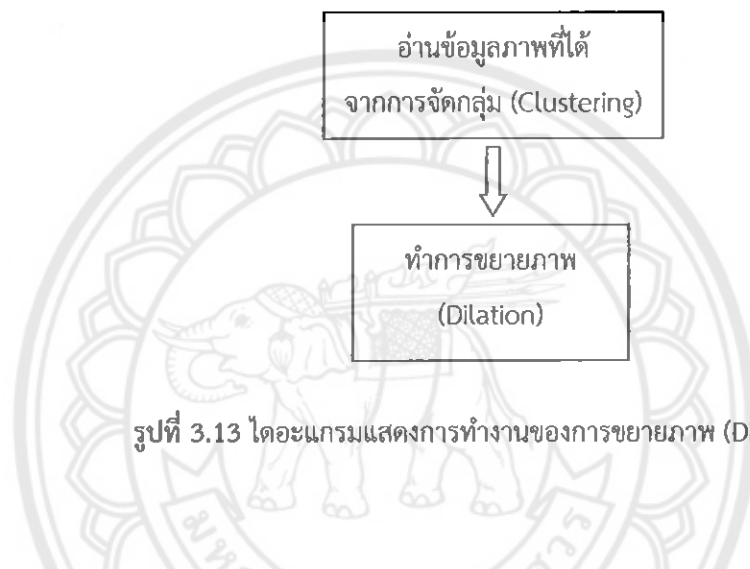 อ่านข้อมูลภาพที่ได้
จากการจัดกลุ่ม (Clustering)
ทำการขยายภาพ
(Dilation)
รูปที่ 3.13 ไดอะแกรมแสดงการทำงานของการขยายภาพ (D